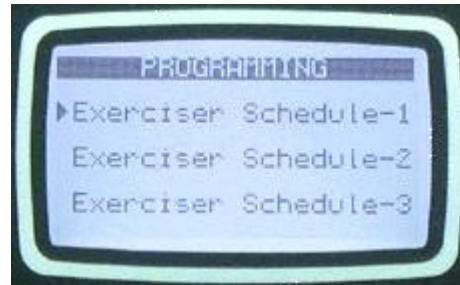 PROGRAMMING
Exerciser Schedule-1
Exerciser Schedule-2
Exerciser Schedule-3